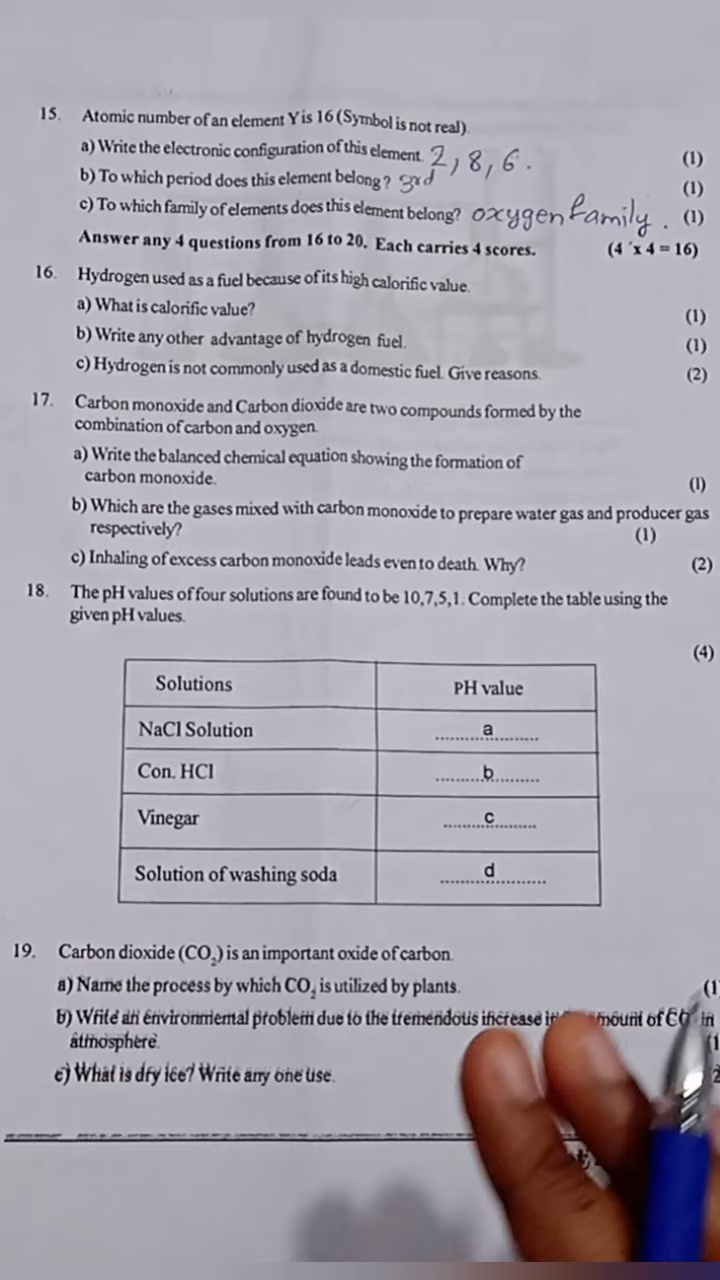 15. Atomic number of an element Y is 16 (Symbol is not real).
a) Write the electronic configuration of this element. 2, 8, 6. (1)
b) To which period does this element belong? 3rd (1)
c) To which family of elements does this element belong? oxygen family. (1)
Answer any 4 questions from 16 to 20. Each carries 4 scores. (4 ´x 4 = 16)
16. Hydrogen used as a fuel because of its high calorific value.
a) What is calorific value? (1)
b) Write any other advantage of hydrogen fuel. (1)
c) Hydrogen is not commonly used as a domestic fuel. Give reasons. (2)
17. Carbon monoxide and Carbon dioxide are two compounds formed by the
combination of carbon and oxygen.
a) Write the balanced chemical equation showing the formation of
carbon monoxide. (1)
b) Which are the gases mixed with carbon monoxide to prepare water gas and producer gas
respectively? (1)
c) Inhaling of excess carbon monoxide leads even to death. Why? (2)
18. The pH values of four solutions are found to be 10,7,5,1. Complete the table using the
given pH values.
(4)
Solutions PH value
NaCl Solution a
Con. HCl b
Vinegar c
Solution of washing soda d
19. Carbon dioxide (CO₂) is an important oxide of carbon.
a) Name the process by which CO₂ is utilized by plants. (1
b) Write an environmental problem due to the tremendous increase in mount of CO in
atmosphere. (1
c) What is dry ice? Write any one use. 2